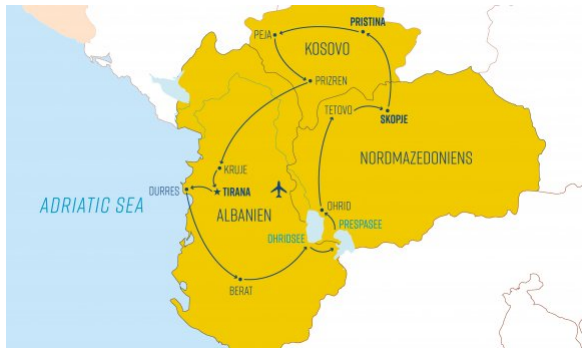 PRISTINA
PEJA
KOSOVO
PRIZREN
TETOVO
SKOPJE
NORDMAZEDONIENS
KRUJE
DURRES
TIRANA
ADRIATIC SEA
ALBANIEN
OHRID
PRESPASEE
OHRIDSEE
BERAT